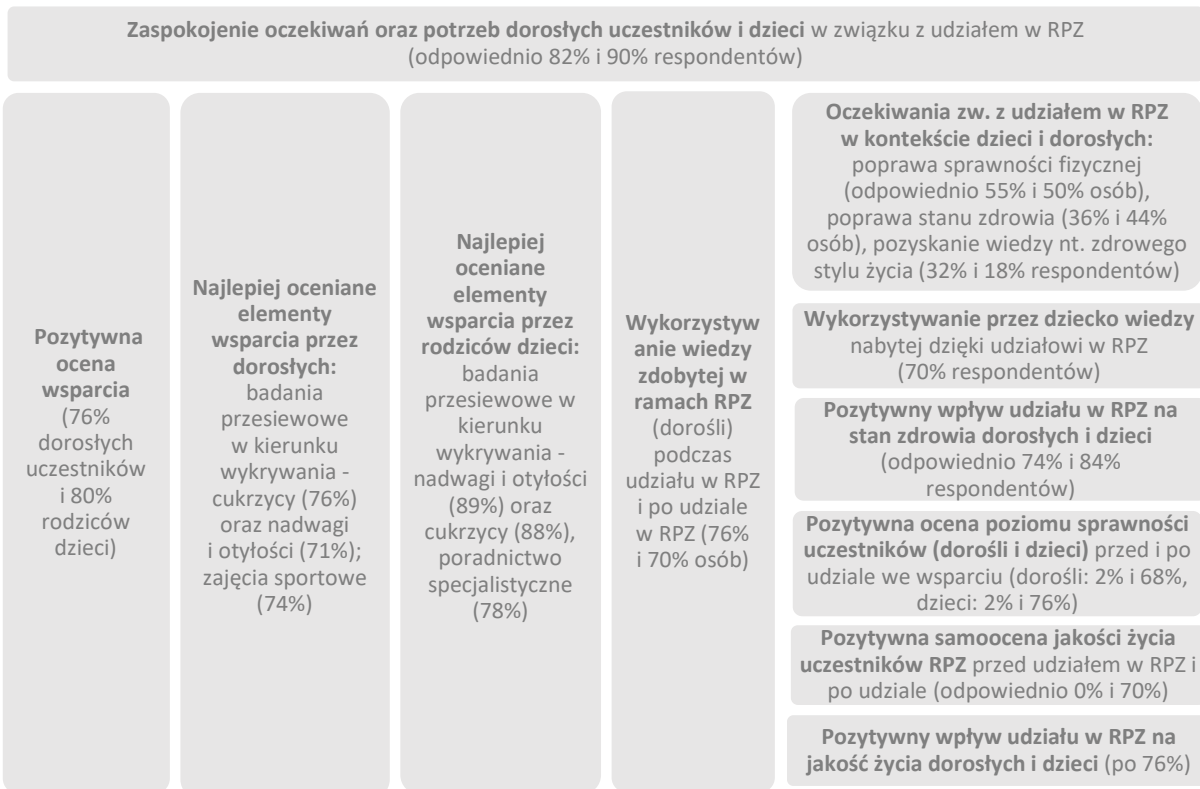 Zaspokojenie oczekiwań oraz potrzeb dorosłych uczestników i dzieci w związku z udziałem w RPZ
(odpowiednio 82% i 90% respondentów)
Pozytywna
ocena
wsparcia
(76%
dorosłych
uczestników
i 80%
rodziców
dzieci)
Najlepiej oceniane
elementy
wsparcia przez
dorosłych:
badania
przesiewowe
w kierunku
wykrywania -
cukrzycy (76%)
oraz nadwagi
i otyłości (71%);
zajęcia sportowe
(74%)
Najlepiej
oceniane
elementy
wsparcia przez
rodziców dzieci:
badania
przesiewowe w
kierunku
wykrywania -
nadwagi i otyłości
(89%) oraz
cukrzycy (88%),
poradnictwo
specjalistyczne
(78%)
Wykorzystyw
anie wiedzy
zdobytej w
ramach RPZ
(dorośli)
podczas
udziału w RPZ
i po udziale
w RPZ (76%
i 70% osób)
Oczekiwania zw. z udziałem w RPZ
w kontekście dzieci i dorosłych:
poprawa sprawności fizycznej
(odpowiednio 55% i 50% osób),
poprawa stanu zdrowia (36% i 44%
osób), pozyskanie wiedzy nt. zdrowego
stylu życia (32% i 18% respondentów)
Wykorzystywanie przez dziecko wiedzy
nabytej dzięki udziałowi w RPZ
(70% respondentów)
Pozytywny wpływ udziału w RPZ na
stan zdrowia dorosłych i dzieci
(odpowiednio 74% i 84%
respondentów)
Pozytywna ocena poziomu sprawności
uczestników (dorośli i dzieci) przed i po
udziale we wsparciu (dorośli: 2% i 68%,
dzieci: 2% i 76%)
Pozytywna samoocena jakości życia
uczestników RPZ przed udziałem w RPZ i
po udziale (odpowiednio 0% i 70%)
Pozytywny wpływ udziału w RPZ na
jakość życia dorosłych i dzieci (po 76%)